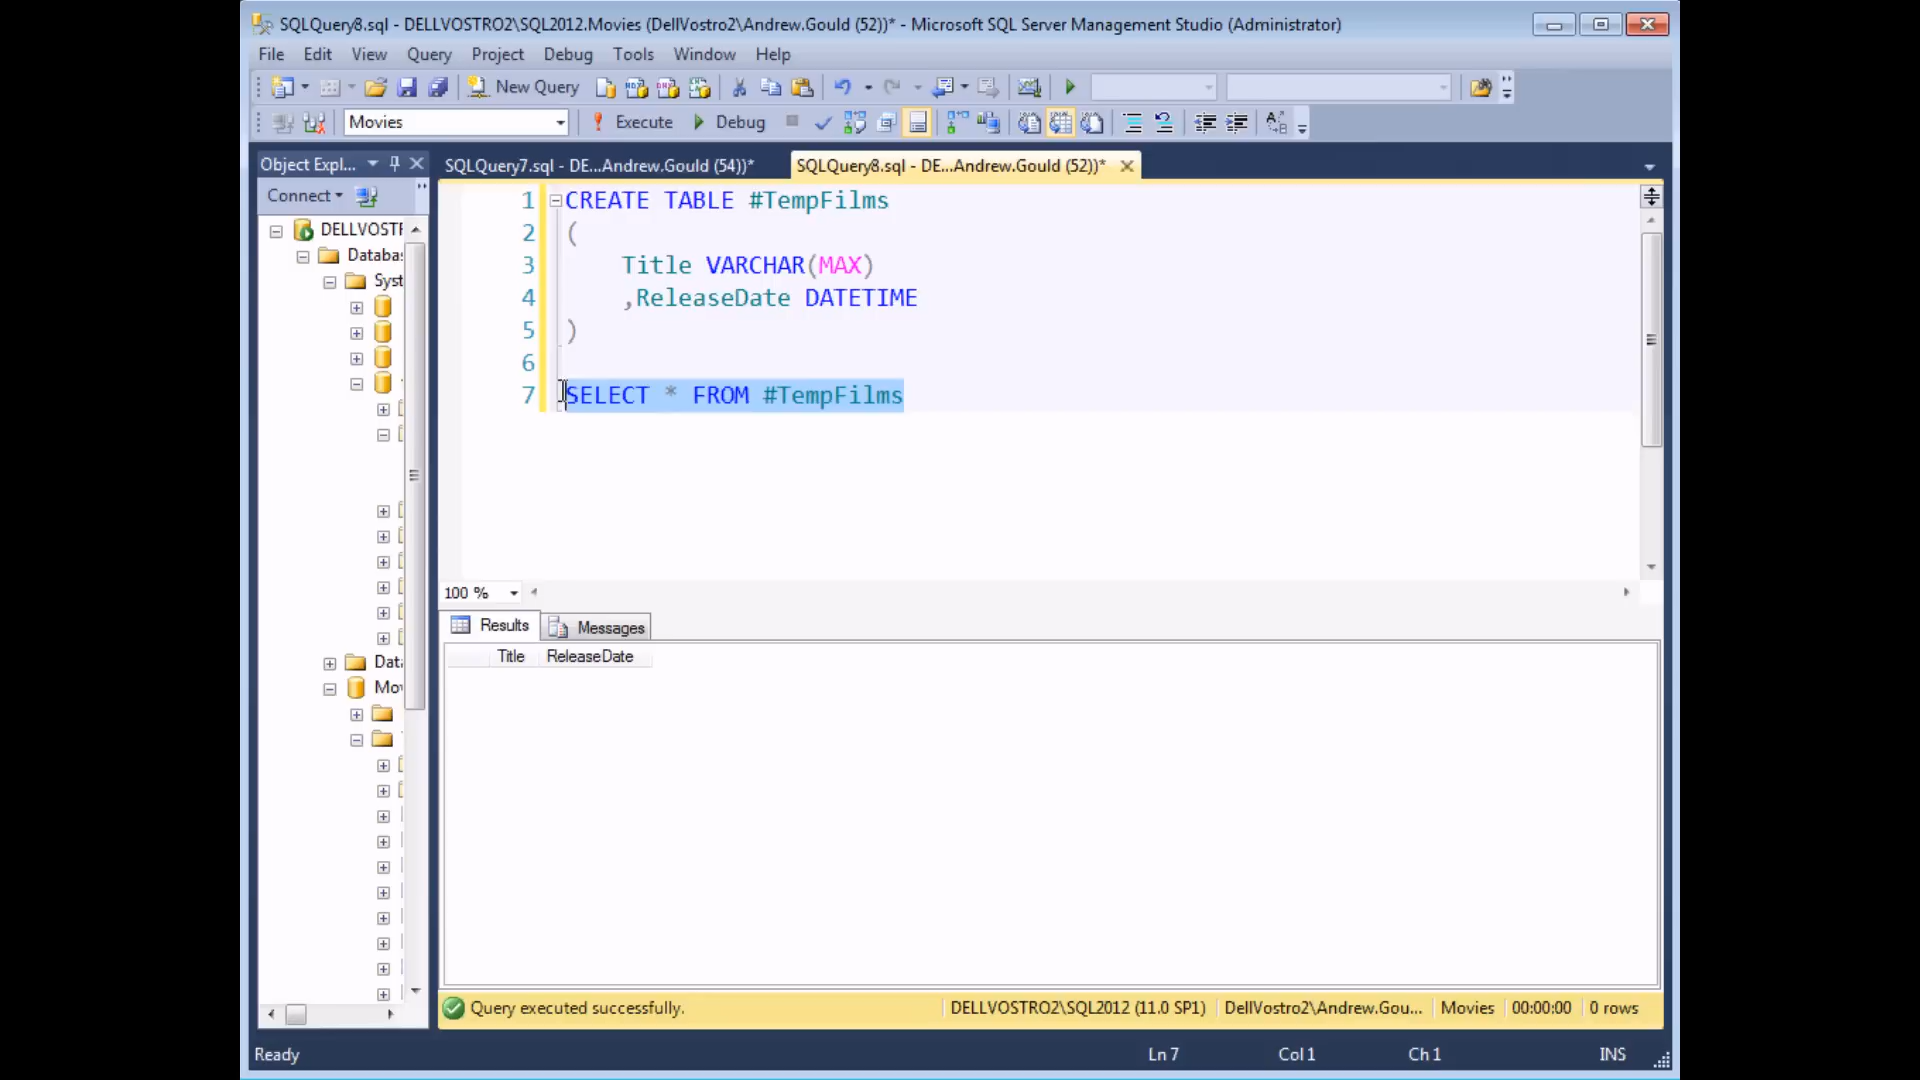 SQLQuery8.sql - DELLVOSTRO2\SQL2012.Movies (DellVostro2\Andrew.Gould (52))* - Microsoft SQL Server Management Studio (Administrator)
File Edit View Query Project Debug Tools Window Help
New Query
Movies Execute Debug
Object Expl... SQLQuery7.sql - DE...Andrew.Gould (54))* SQLQuery8.sql - DE...Andrew.Gould (52))*
Connect
DELLVOSTR
Databa
Syst
Dat
Mo
1 CREATE TABLE #TempFilms
2 (
3 Title VARCHAR(MAX)
4 ,ReleaseDate DATETIME
5 )
6
7 SELECT * FROM #TempFilms
100 %
Results Messages
Title ReleaseDate
Query executed successfully. DELLVOSTRO2\SQL2012 (11.0 SP1) DellVostro2\Andrew.Gou... Movies 00:00:00 0 rows
Ready Ln 7 Col 1 Ch 1 INS